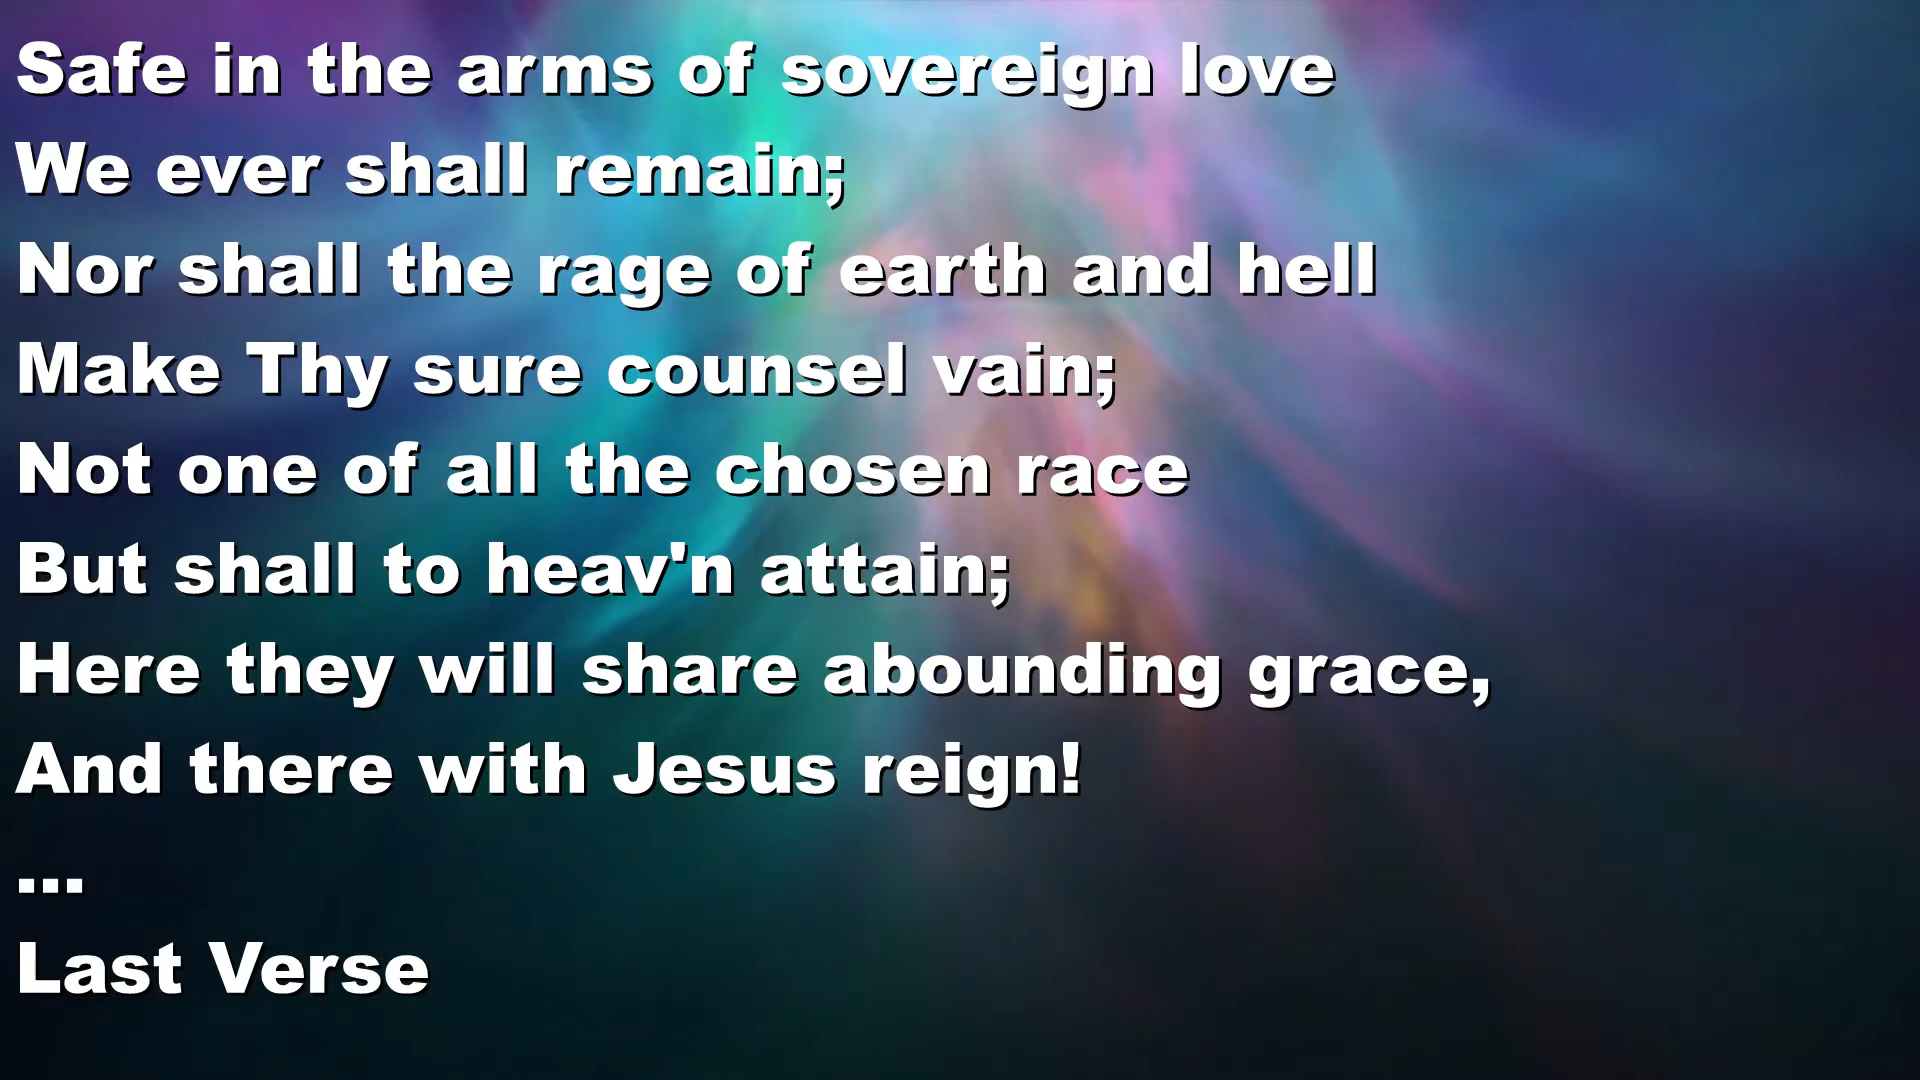 Safe in the arms of sovereign love
We ever shall remain;
Nor shall the rage of earth and hell
Make Thy sure counsel vain;
Not one of all the chosen race
But shall to heav'n attain;
Here they will share abounding grace,
And there with Jesus reign!
...
Last Verse